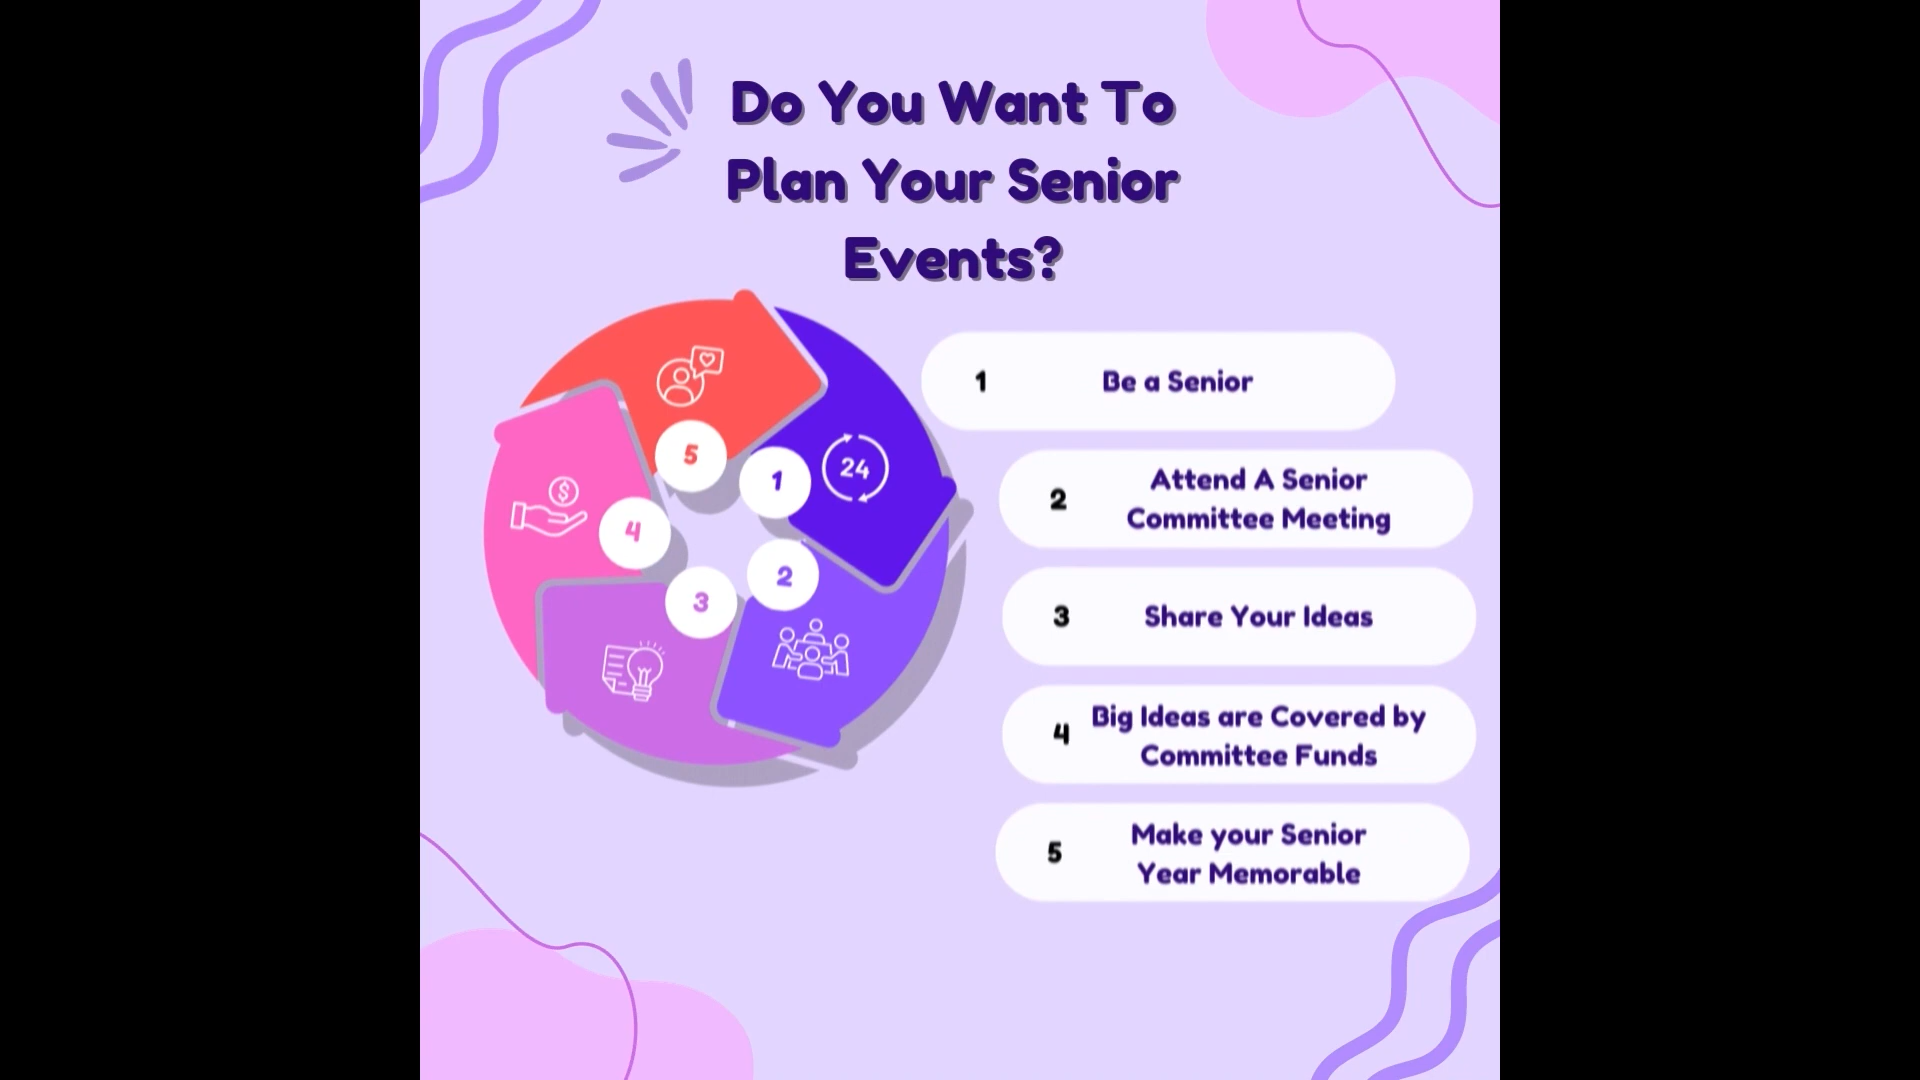 Do You Want To
Plan Your Senior
Events?
5
1
24
4
2
3
$
1 Be a Senior
2 Attend A Senior
Committee Meeting
3 Share Your Ideas
4 Big Ideas are Covered by
Committee Funds
5 Make your Senior
Year Memorable